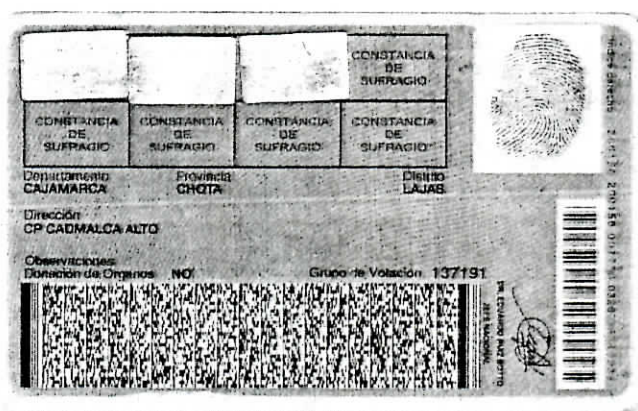 CONSTANCIA
DE
SUFRAGIO
CONSTANCIA
DE
SUFRAGIO
CONSTANCIA
DE
SUFRAGIO
CONSTANCIA
DE
SUFRAGIO
CONSTANCIA
DE
SUFRAGIO
Departamento Provincia Distrito
CAJAMARCA CHOTA LAJAS
Dirección
CP CADMALCA ALTO
Observaciones
Donación de Organos NO Grupo de Votación 137191